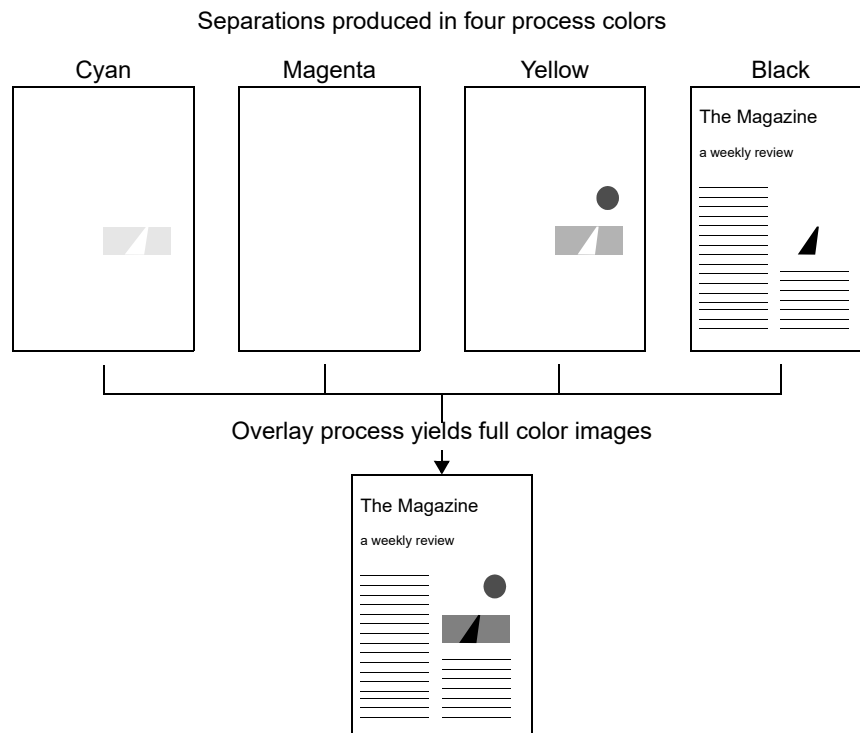 Separations produced in four process colors
Cyan
Magenta
Yellow
Black
The Magazine
a weekly review
Overlay process yields full color images
The Magazine
a weekly review